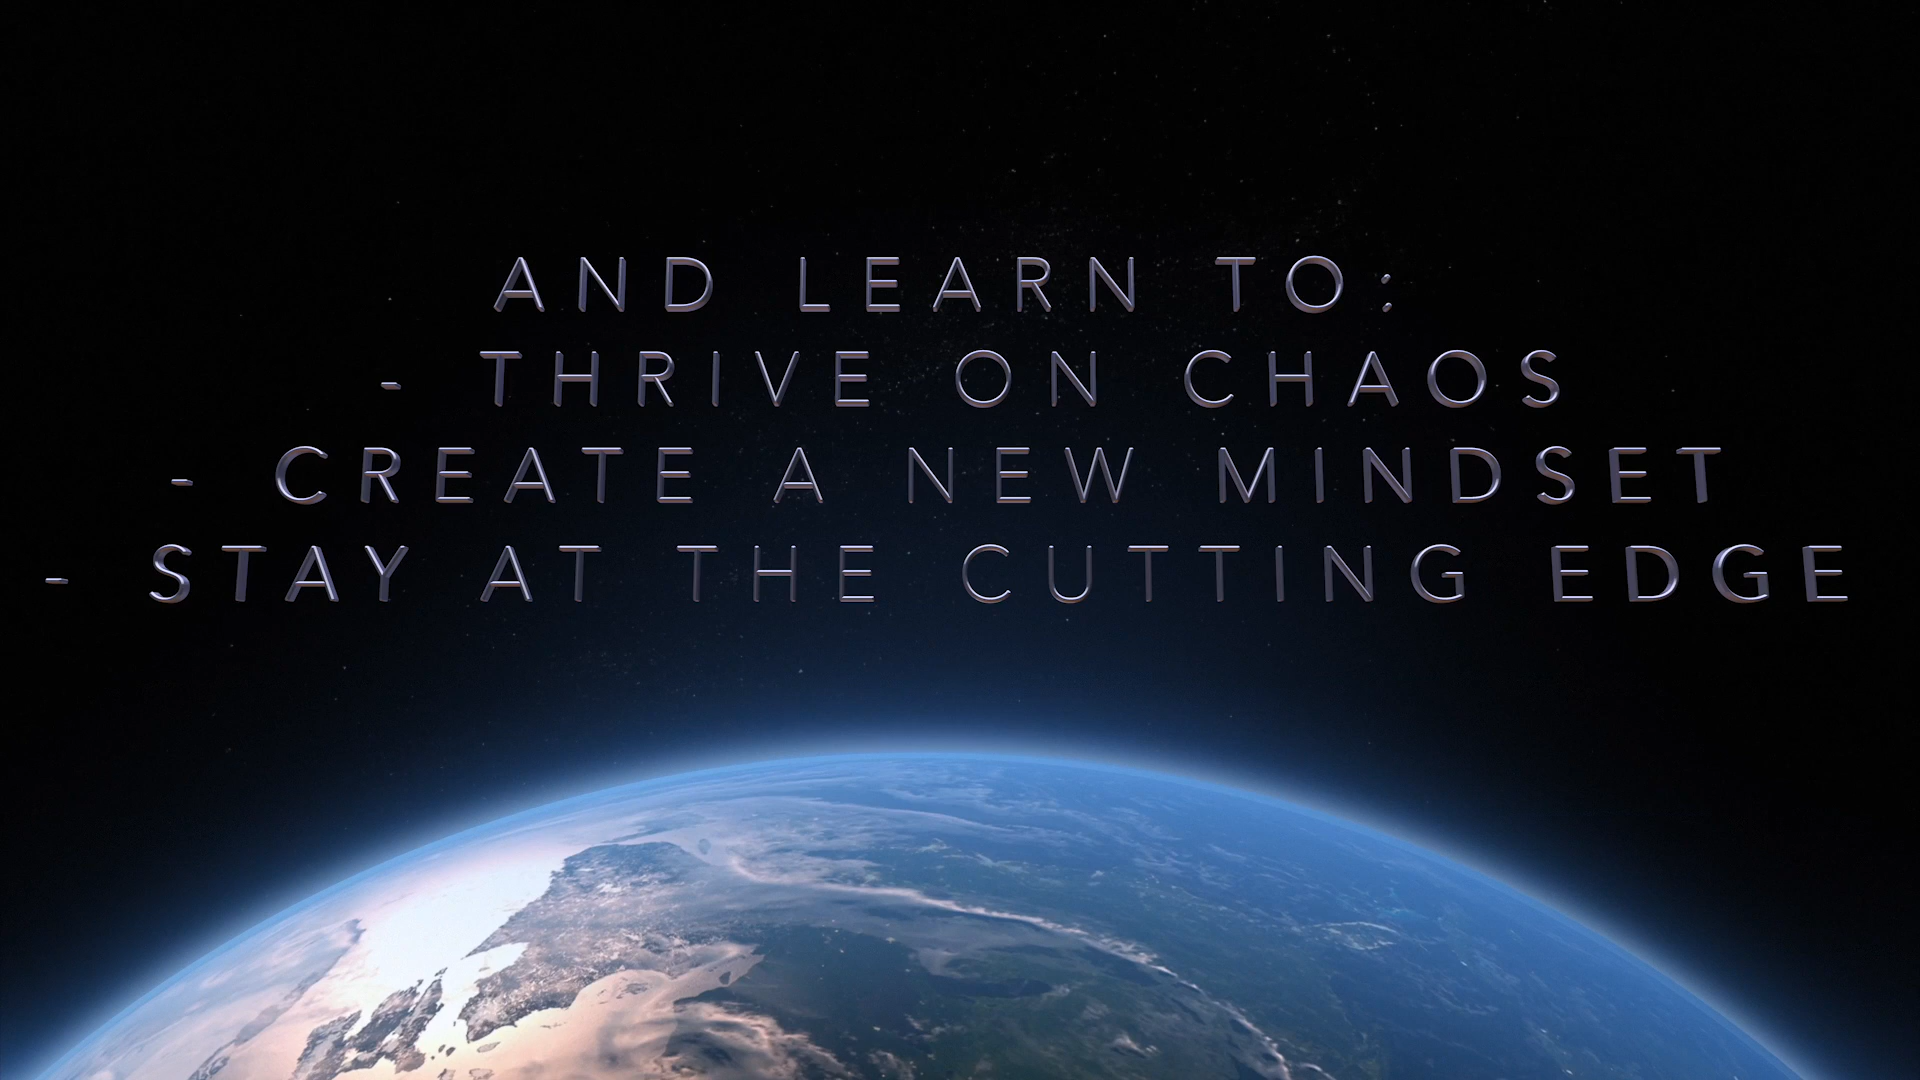 AND LEARN TO:
- THRIVE ON CHAOS
- CREATE A NEW MINDSET
- STAY AT THE CUTTING EDGE